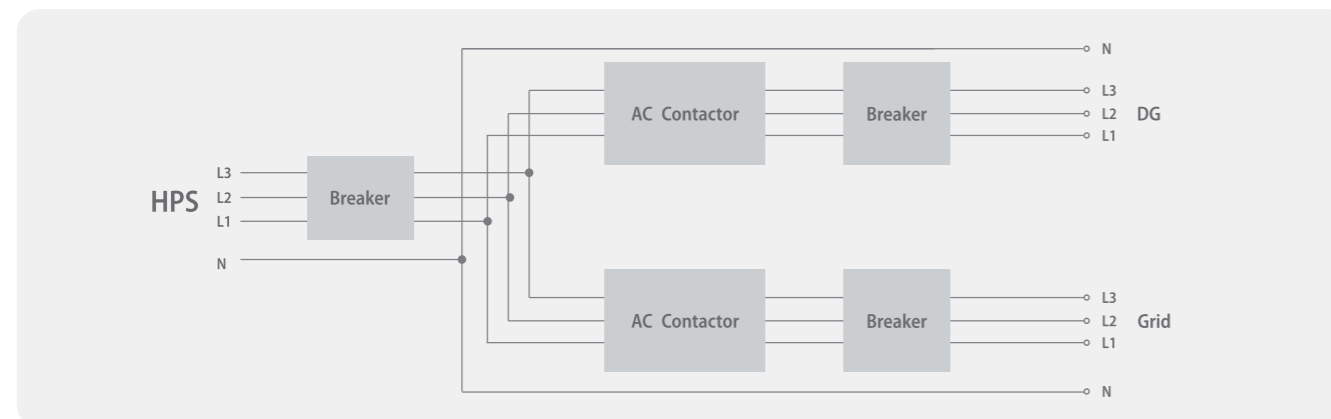 N
L3
AC Contactor
Breaker
L2
DG
L1
L3
HPS
L2
Breaker
L1
N
L3
AC Contactor
Breaker
L2
Grid
L1
N